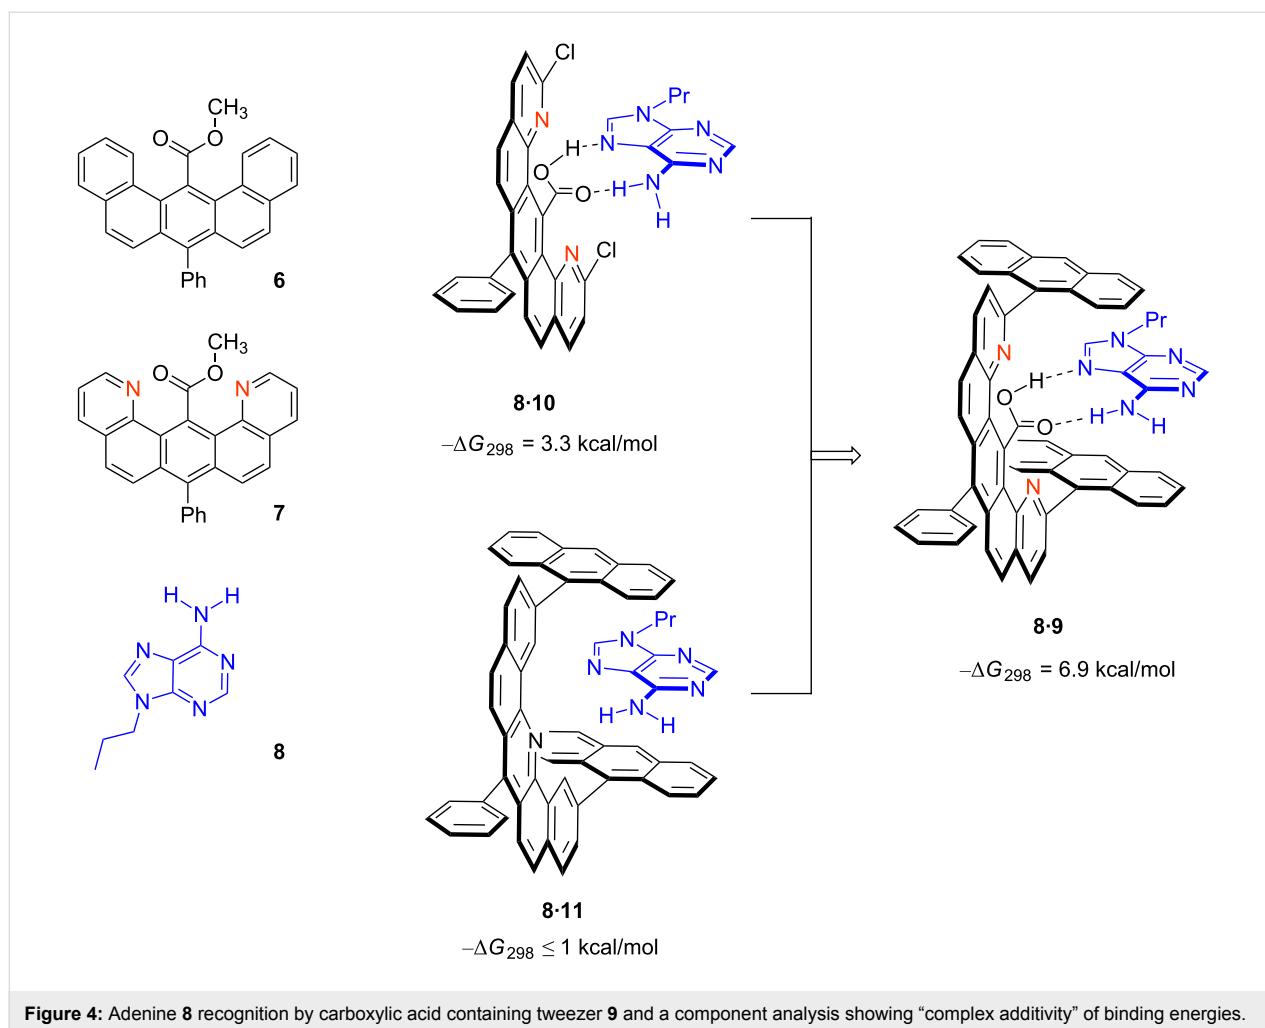 CH3
O
O
Ph
6
CH3
O
O
N
N
Ph
7
H
H
N
N
N
N
N
8
Cl
N
Pr
N
N
N
N
H
O
O
H
N
H
N
Cl
8·10
–ΔG298 = 3.3 kcal/mol
Pr
N
N
N
N
N
H
H
N
8·11
–ΔG298 ≤ 1 kcal/mol
Pr
N
N
N
N
N
H
O
O
H
N
H
N
8·9
–ΔG298 = 6.9 kcal/mol
Figure 4: Adenine 8 recognition by carboxylic acid containing tweezer 9 and a component analysis showing “complex additivity” of binding energies.